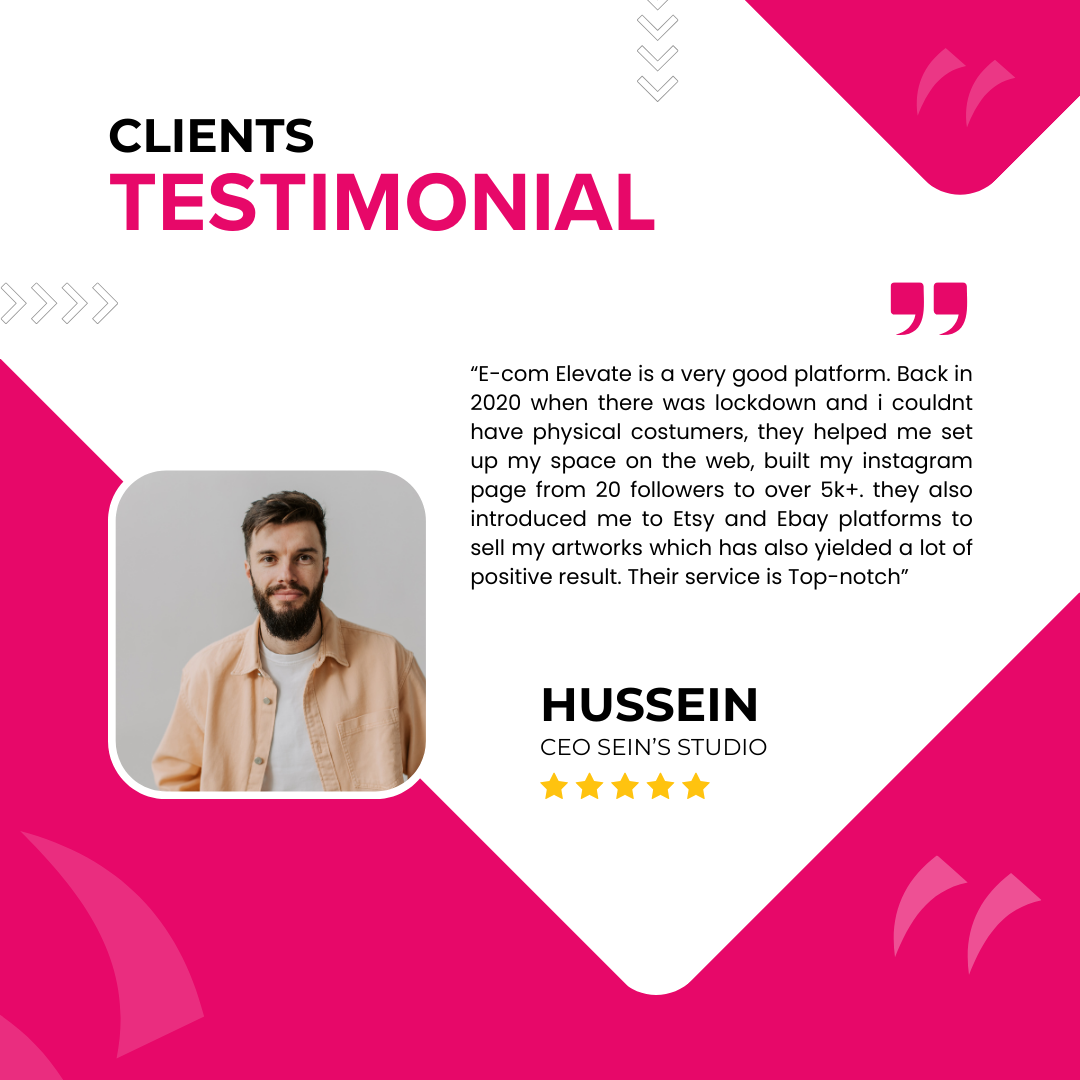 CLIENTS
TESTIMONIAL
“E-com Elevate is a very good platform. Back in
2020 when there was lockdown and i couldnt
have physical costumers, they helped me set
up my space on the web, built my instagram
page from 20 followers to over 5k+. they also
introduced me to Etsy and Ebay platforms to
sell my artworks which has also yielded a lot of
positive result. Their service is Top-notch”
HUSSEIN
CEO SEIN’S STUDIO